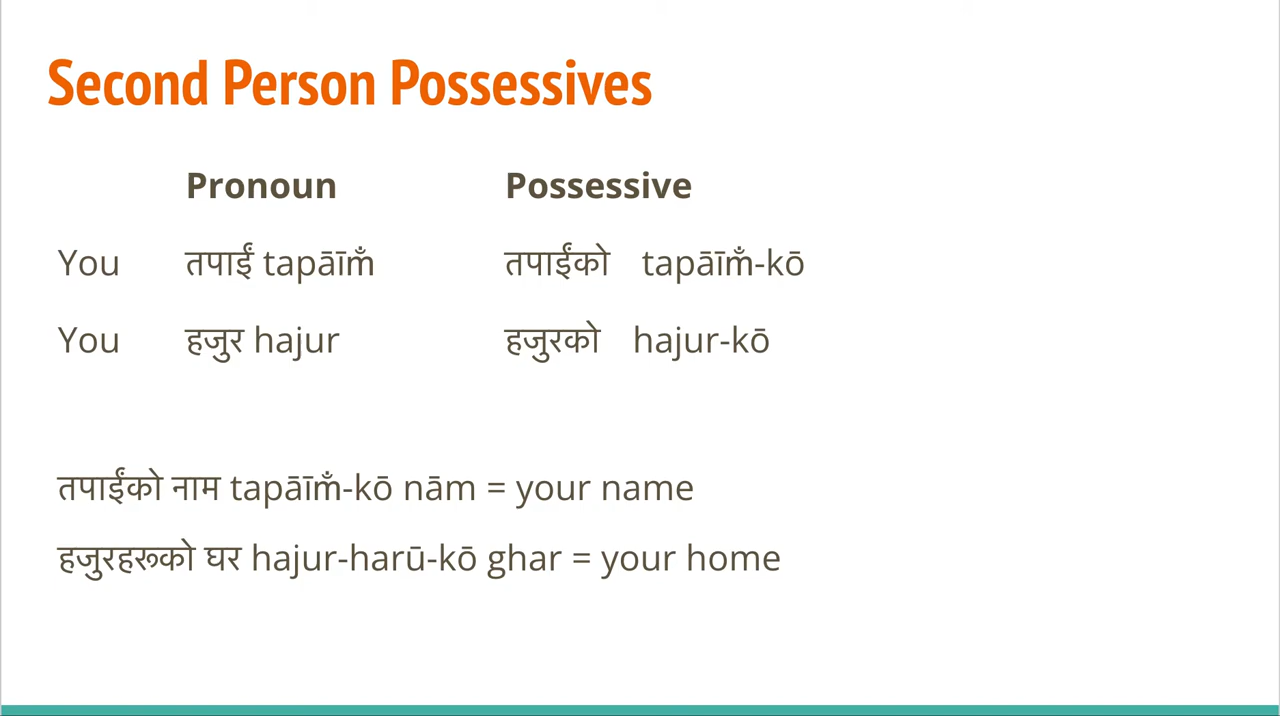 Second Person Possessives
Pronoun Possessive
You तपाईं tapāīm̐ तपाईंको tapāīm̐-kō
You हजुर hajur हजुरको hajur-kō
तपाईंको नाम tapāīm̐-kō nām = your name
हजुरहरूको घर hajur-harū-kō ghar = your home